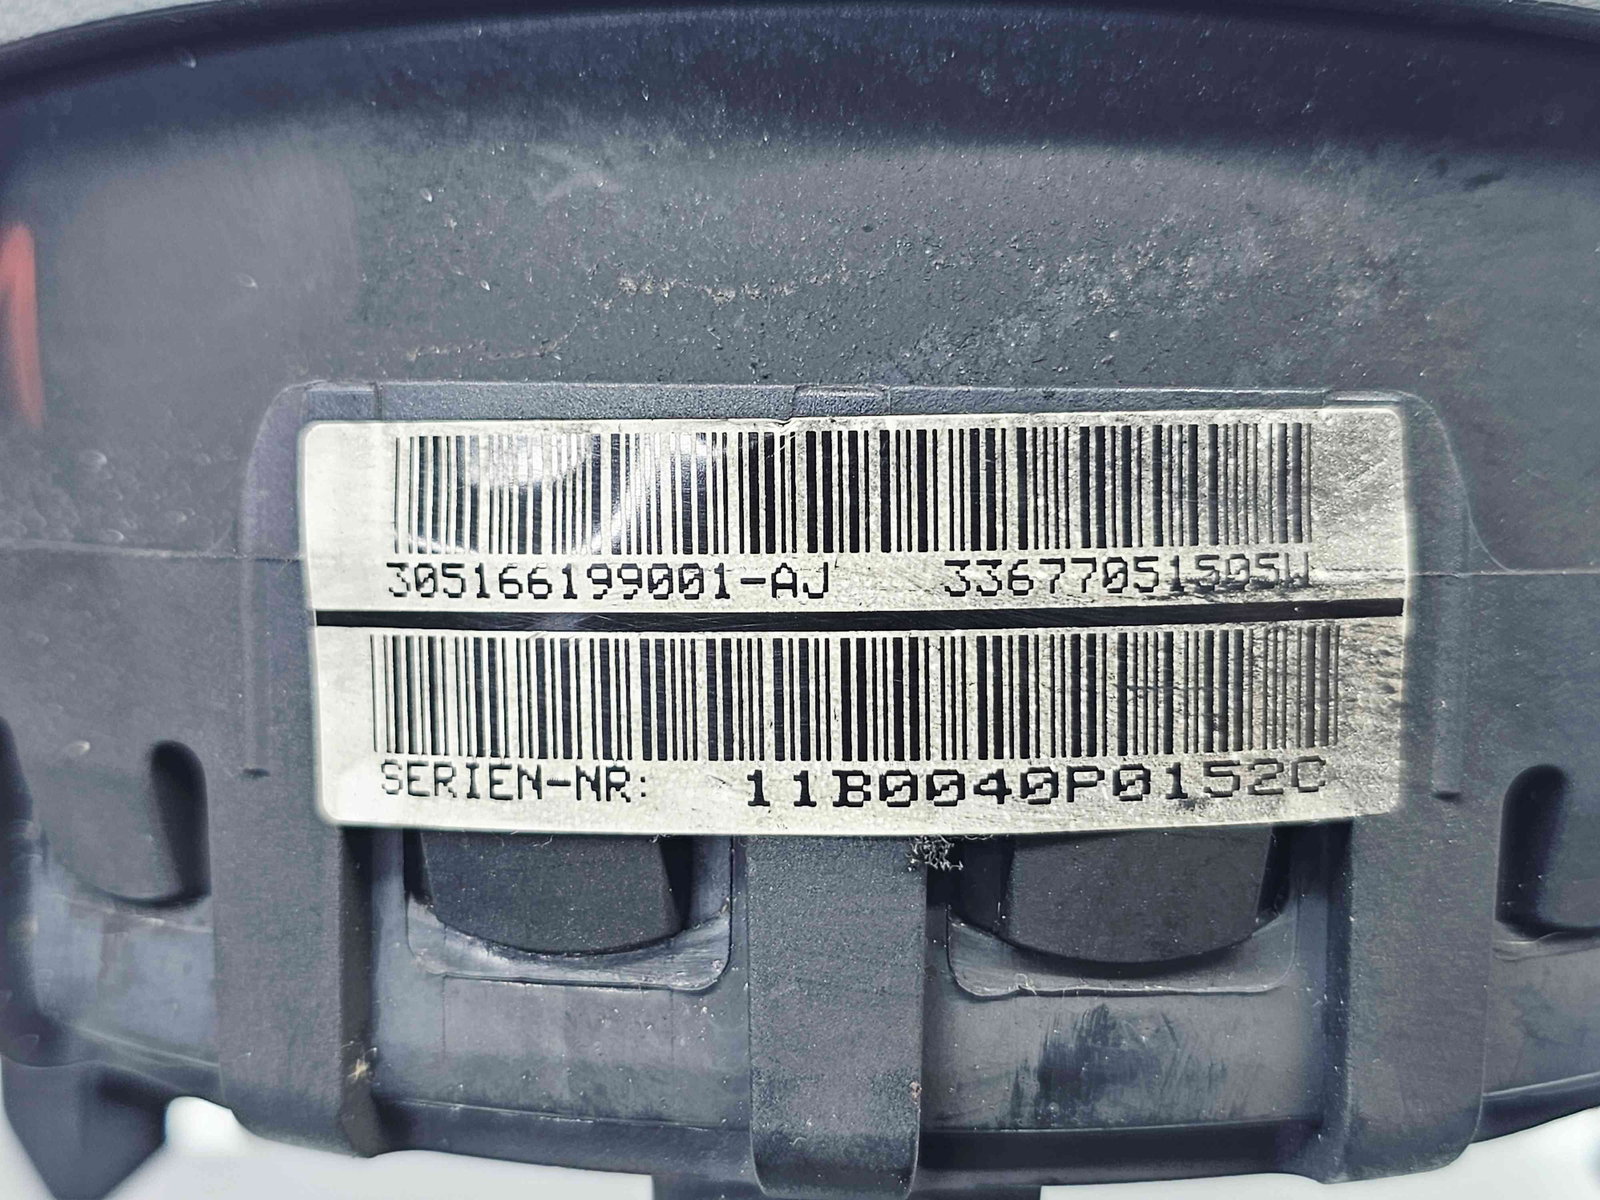 305166199001-AJ 33677051505W
SERIEN-NR: 11B0040P0152C